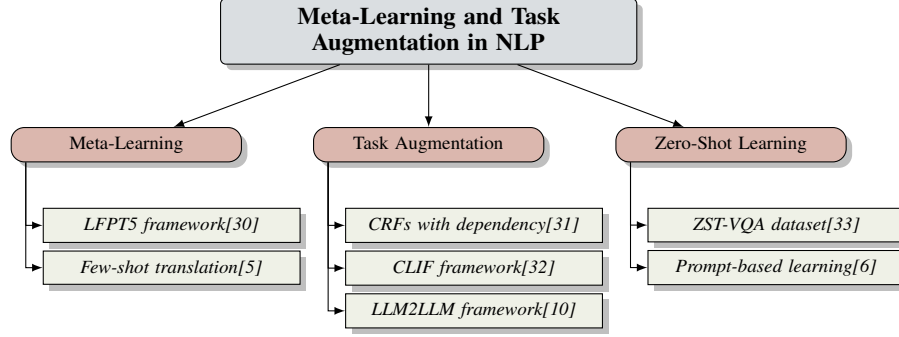 Meta-Learning and Task
Augmentation in NLP
Meta-Learning
Task Augmentation
Zero-Shot Learning
LFPT5 framework[30]
CRFs with dependency[31]
ZST-VQA dataset[33]
Few-shot translation[5]
CLIF framework[32]
Prompt-based learning[6]
LLM2LLM framework[10]